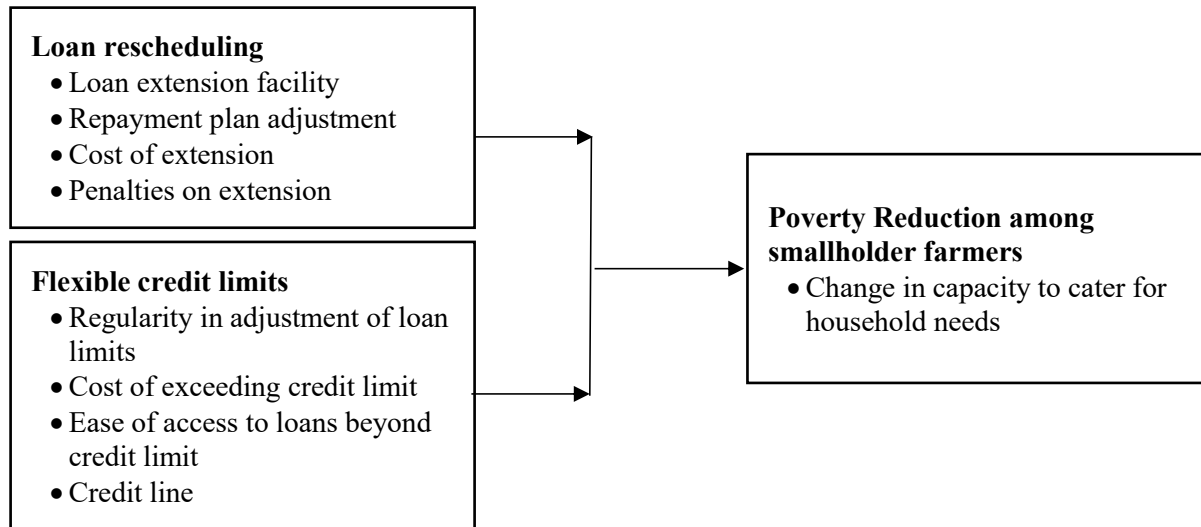 Loan rescheduling
• Loan extension facility
• Repayment plan adjustment
• Cost of extension
• Penalties on extension
Flexible credit limits
• Regularity in adjustment of loan
limits
• Cost of exceeding credit limit
• Ease of access to loans beyond
credit limit
• Credit line
Poverty Reduction among
smallholder farmers
• Change in capacity to cater for
household needs